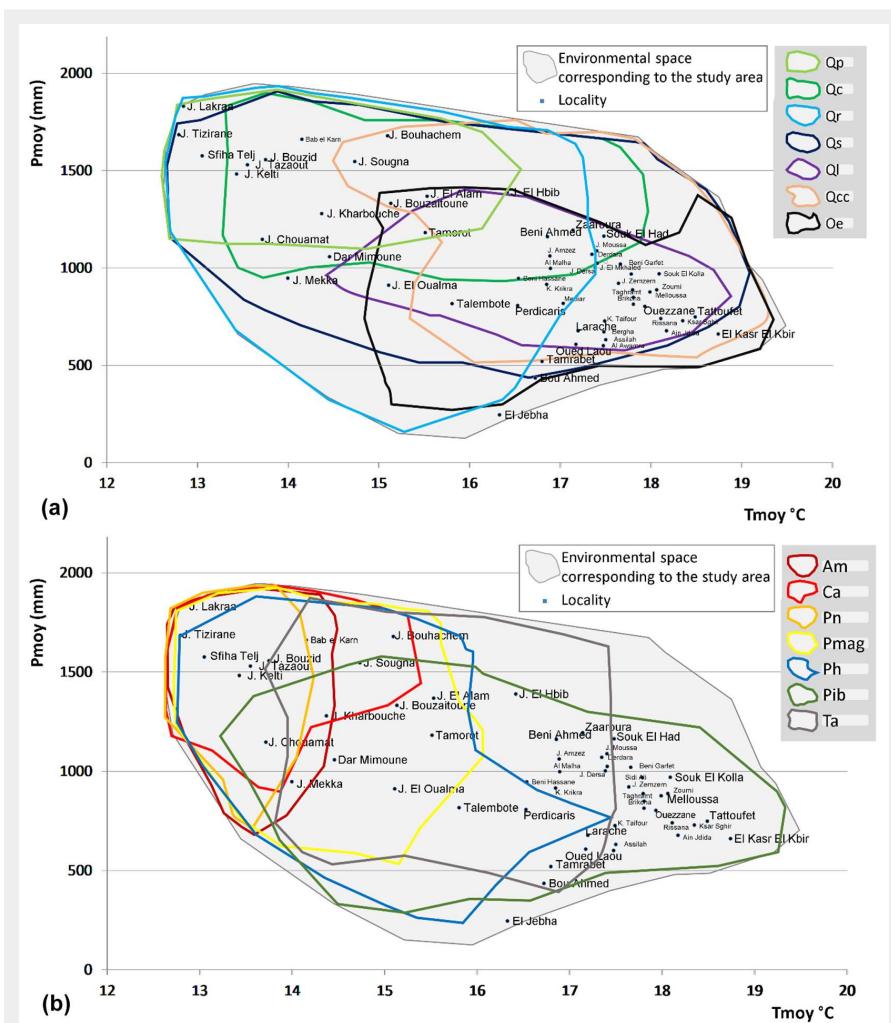 Pmoy (mm)
2000
1500
1000
500
0
Environmental space
corresponding to the study area
Locality
Qp
Qc
Qr
Qs
Ql
Qcc
Oe
J. Lakraa
J. Tizirane
Bab el Karn
J. Bouhachem
Sfiha Telj
J. Bouzid
J. Tazaout
J. Sougna
J. Kelti
J. El Alam
J. El Hbib
J. Bouzaitoune
J. Kharbouche
Tamorot
Beni Ahmed
Zaaroura
Souk El Had
J. Chouamat
Dar Mimoune
J. Amzez
J. Moussa
Derdara
Al Malha
J. Dersa
J. El Mihaled
Beni Garfet
J. Mekka
J. El Oualma
Beni Hassane
K. Krikra
J. Zemzem
Souk El Kolla
Taghramt
Zoumi
Melloussa
Talembote
Perdicaris
Medjar
Brikcha
Ouezzane
Tattoufet
K. Taifour
Rissana
Ksar Sghir
Larache
Bergha
Ain Jdida
El Kasr El Kbir
Assilah
Oued Laou
Al Awamra
Tamrabet
Bou Ahmed
El Jebha
12
13
14
15
16
17
18
19
20
(a)
Tmoy °C
Pmoy (mm)
2000
1500
1000
500
0
Environmental space
corresponding to the study area
Locality
Am
Ca
Pn
Pmag
Ph
Pib
Ta
J. Lakraa
J. Tizirane
Bab el Karn
J. Bouhachem
Sfiha Telj
J. Bouzid
J. Tazaout
J. Sougna
J. Kelti
J. El Alam
J. El Hbib
J. Bouzaitoune
J. Kharbouche
Tamorot
Beni Ahmed
Zaaroura
Souk El Had
J. Chouamat
Dar Mimoune
J. Amzez
J. Moussa
Derdara
Al Malha
J. Dersa
Beni Garfet
J. Mekka
J. El Oualma
Beni Hassane
K. Krikra
J. Zemzem
Souk El Kolla
Taghramt
Zoumi
Melloussa
Talembote
Perdicaris
Brikcha
Ouezzane
Tattoufet
K. Taifour
Rissana
Ksar Sghir
Larache
Ain Jdida
El Kasr El Kbir
Assilah
Oued Laou
Tamrabet
Bou Ahmed
El Jebha
12
13
14
15
16
17
18
19
20
(b)
Tmoy °C